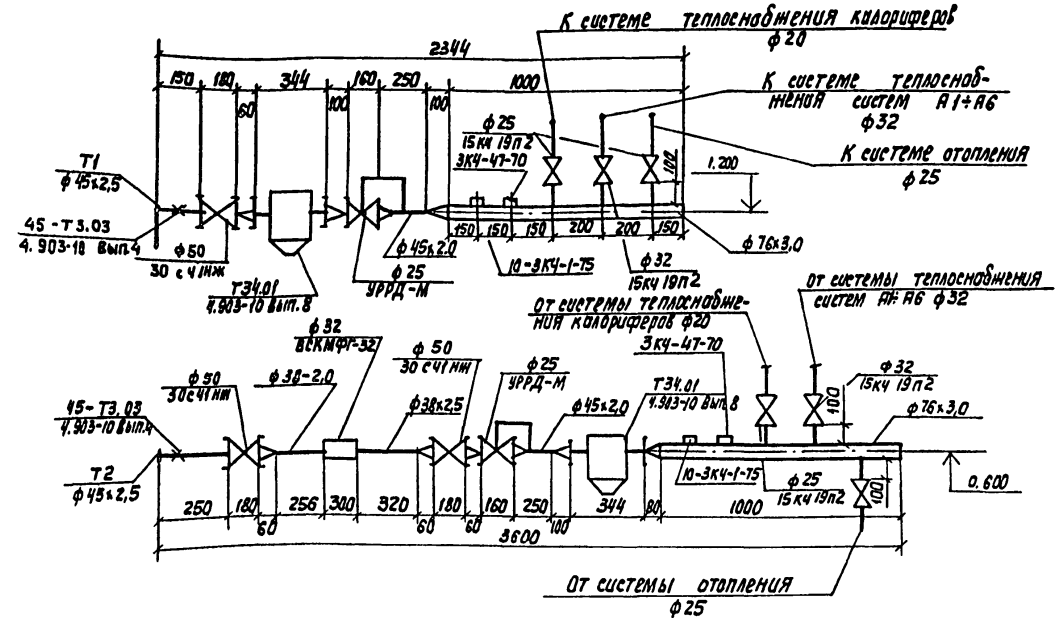 К системе теплоснабжения калориферов
ф20
2344
150
180
60
344
100
160
250
100
1000
К системе теплоснаб-
жения систем А1÷А6
ф32
ф25
15кч 19п2
3К4-47-70
К системе отопления
ф25
100
1.200
Т1
ф45х2,5
45-Т3.03
4.903-10 вып.4
ф50
30 с 41нж
Т34.01
4.903-10 вып.8
ф25
УРРД-М
ф45х2.0
150
150
150
200
200
150
10-3К4-1-75
ф32
15кч 19п2
ф76х3,0
От системы теплоснабже-
ния калориферов ф20
От системы теплоснабжения
систем А1÷А6 ф32
3К4-47-70
ф32
15кч 19п2
100
ф76х3,0
45-Т3.03
4.903-10 вып.4
ф50
30с41нж
ф38-2,0
ф32
ВСКМФГ-32
ф38х2,5
ф50
30 с 41 нж
ф25
УРРД-М
ф45х2,0
Т34.01
4.903-10 вып.8
Т2
ф45х2,5
10-3К4-1-75
ф25
15кч 19п2
100
0.600
250
180
60
256
300
320
60
180
60
160
250
100
344
80
1000
3600
От системы отопления
ф25